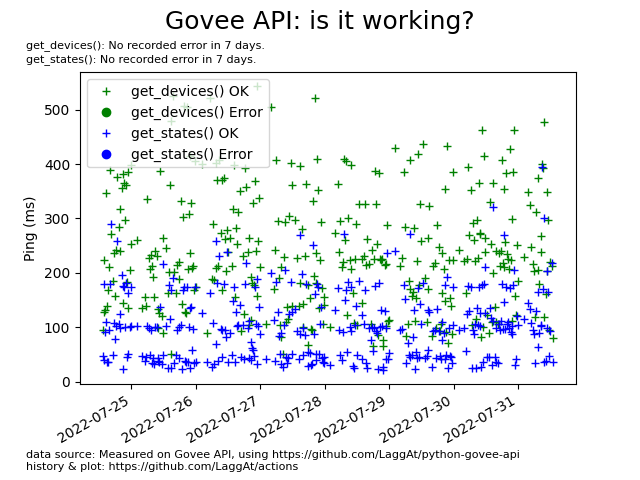 Govee API: is it working?
get_devices(): No recorded error in 7 days.
get_states(): No recorded error in 7 days.
get_devices() OK
get_devices() Error
get_states() OK
get_states() Error
Ping (ms)
500
400
300
200
100
0
2022-07-25
2022-07-26
2022-07-27
2022-07-28
2022-07-29
2022-07-30
2022-07-31
data source: Measured on Govee API, using https://github.com/LaggAt/python-govee-api
history & plot: https://github.com/LaggAt/actions